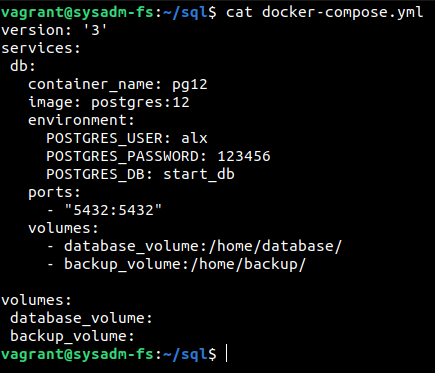 vagrant@sysadm-fs:~/sql$ cat docker-compose.yml
version: '3'
services:
 db:
   container_name: pg12
   image: postgres:12
   environment:
     POSTGRES_USER: alx
     POSTGRES_PASSWORD: 123456
     POSTGRES_DB: start_db
   ports:
     - "5432:5432"
   volumes:
     - database_volume:/home/database/
     - backup_volume:/home/backup/

volumes:
 database_volume:
 backup_volume:
vagrant@sysadm-fs:~/sql$